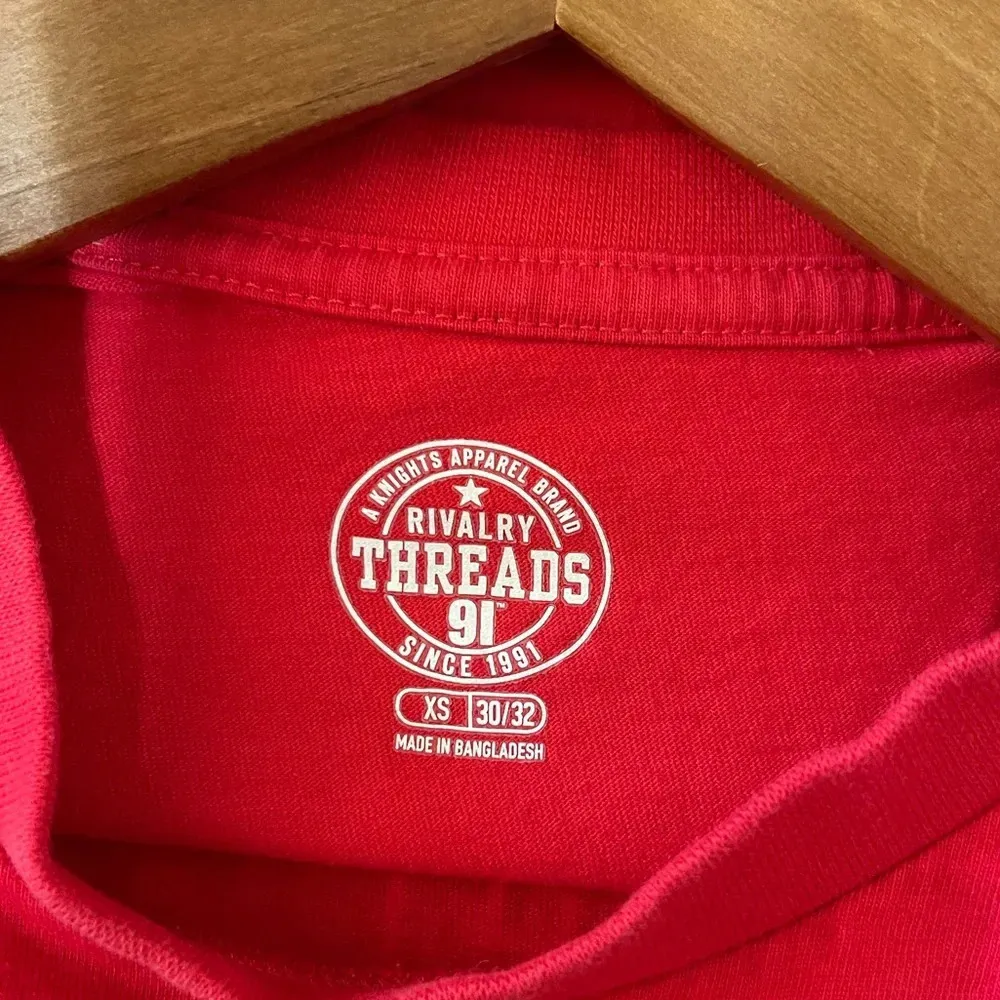 A KNIGHTS APPAREL BRAND
RIVALRY
THREADS
91™
SINCE 1991
XS 30/32
MADE IN BANGLADESH